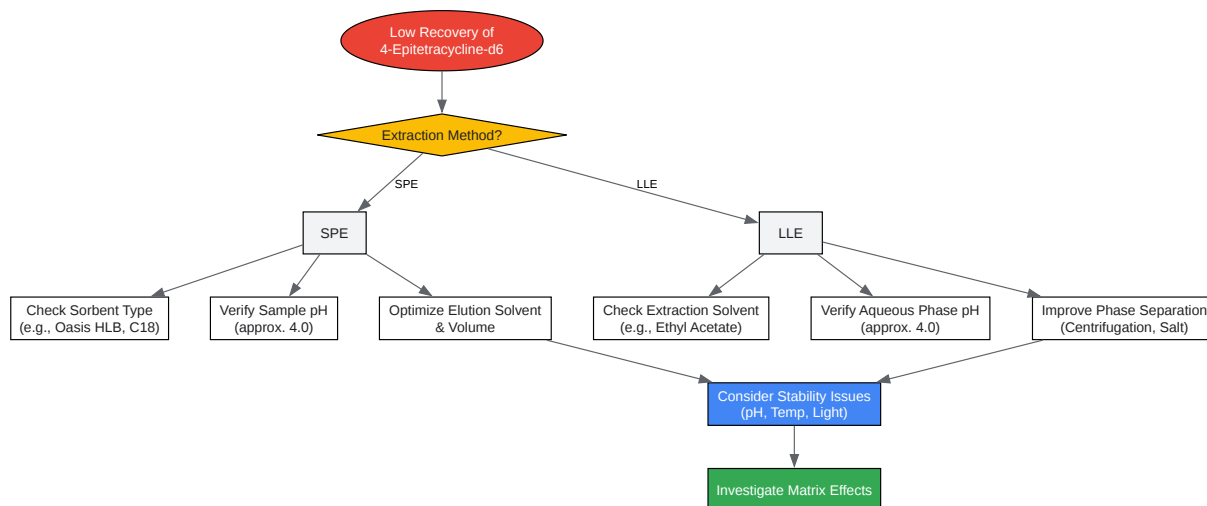 Low Recovery of
4-Epitetracycline-d6
Extraction Method?
SPE
LLE
SPE
LLE
Check Sorbent Type
(e.g., Oasis HLB, C18)
Verify Sample pH
(approx. 4.0)
Optimize Elution Solvent
& Volume
Check Extraction Solvent
(e.g., Ethyl Acetate)
Verify Aqueous Phase pH
(approx. 4.0)
Improve Phase Separation
(Centrifugation, Salt)
Consider Stability Issues
(pH, Temp, Light)
Investigate Matrix Effects